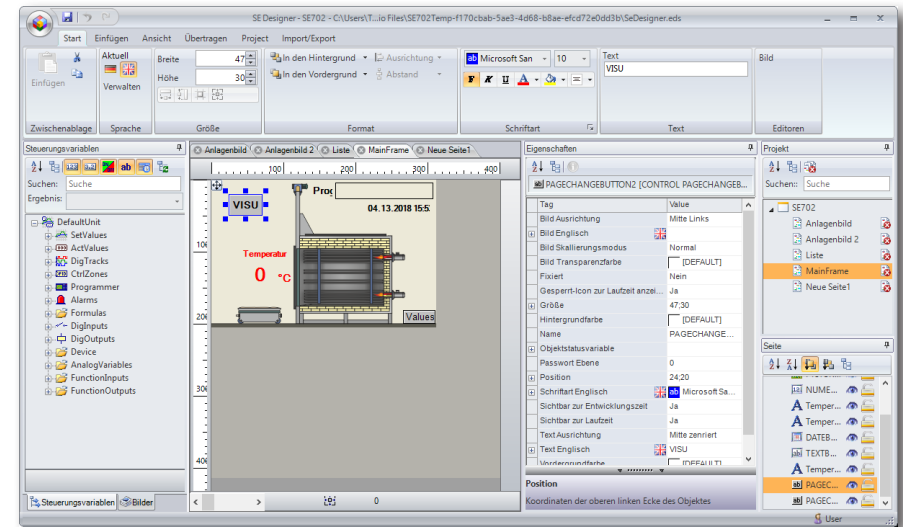 SE Designer - SE702 - C:\Users\T...io Files\SE702Temp-f170cbab-5ae3-4d68-b8ae-efcd72e0dd3b\SeDesigner.eds
Start Einfügen Ansicht Übertragen Project Import/Export
Einfügen
Zwischenablage
Aktuell
Verwalten
Sprache
Breite 47
Höhe 30
Größe
In den Hintergrund Ausrichtung
In den Vordergrund Abstand
Format
ab Microsoft San 10
F K U A
Schriftart
Text
VISU
Text
Bild
Editoren
Steuerungsvariablen
Suchen: Suche
Ergebnis:
DefaultUnit
SetValues
ActValues
DigTracks
CtrlZones
Programmer
Alarms
Formulas
DigInputs
DigOutputs
Device
AnalogVariables
FunctionInputs
FunctionOutputs
Steuerungsvariablen Bilder
Anlagenbild Anlagenbild 2 Liste MainFrame Neue Seite1
100 200 300 400
100
200
300
400
VISU
Prog
04.13.2018 15:5
Temperatur
0 °C
Values
0
Eigenschaften
PAGECHANGEBUTTON2 [CONTROL PAGECHANGEB...
Tag Value
Bild Ausrichtung Mitte Links
Bild Englisch
Bild Skallierungsmodus Normal
Bild Transparenzfarbe [DEFAULT]
Fixiert Nein
Gesperrt-Icon zur Laufzeit anzei... Ja
Größe 47;30
Hintergrundfarbe [DEFAULT]
Name PAGECHANGE...
Objektstatusvariable
Passwort Ebene 0
Position 24;20
Schriftart Englisch ab Microsoft Sa...
Sichtbar zur Entwicklungszeit Ja
Sichtbar zur Laufzeit Ja
Text Ausrichtung Mitte zenriert
Text Englisch VISU
Vordergrundfarbe [DEFAULT]
Position
Koordinaten der oberen linken Ecke des Objektes
Projekt
Suchen: Suche
SE702
Anlagenbild
Anlagenbild 2
Liste
MainFrame
Neue Seite1
Seite
NUME...
A Temper...
A Temper...
DATEB...
TEXTB...
A Temper...
PAGEC...
PAGEC...
User